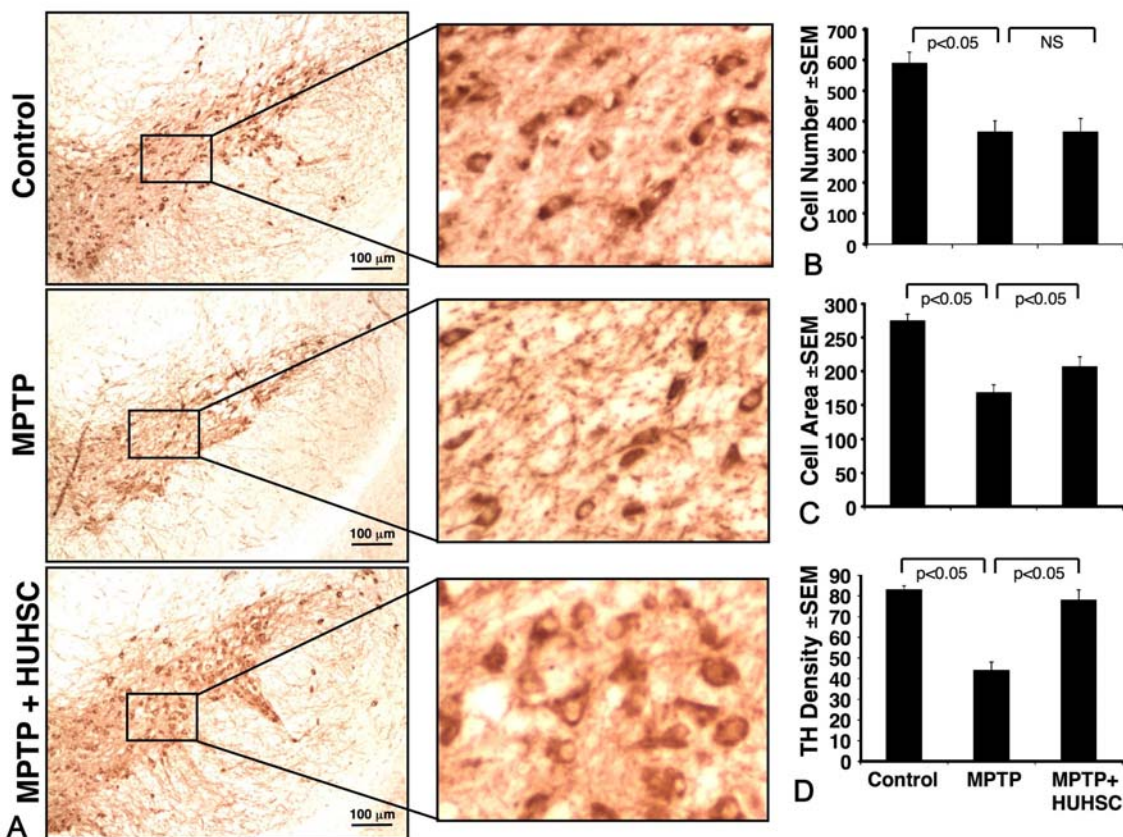 Control
100 μm
MPTP
100 μm
MPTP + HUHSC
100 μm
A
Cell Number ±SEM
700
600
500
400
300
200
100
0
p<0.05
NS
B
Cell Area ±SEM
300
250
200
150
100
50
0
p<0.05
p<0.05
C
TH Density ±SEM
90
80
70
60
50
40
30
20
10
0
p<0.05
p<0.05
D
Control
MPTP
MPTP+
HUHSC